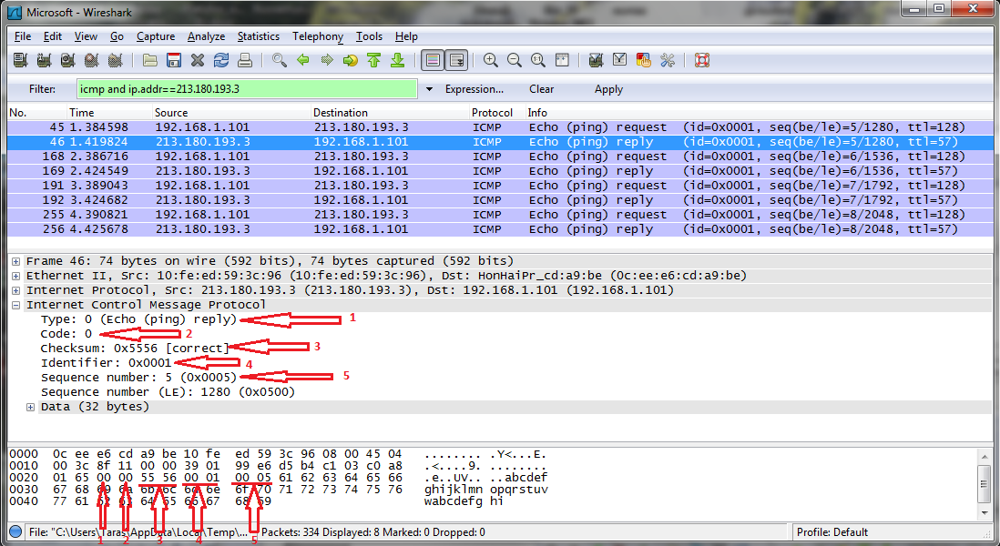 Microsoft - Wireshark
File Edit View Go Capture Analyze Statistics Telephony Tools Help
Filter: icmp and ip.addr==213.180.193.3 Expression... Clear Apply
No. Time Source Destination Protocol Info
45 1.384598 192.168.1.101 213.180.193.3 ICMP Echo (ping) request (id=0x0001, seq(be/le)=5/1280, ttl=128)
46 1.419824 213.180.193.3 192.168.1.101 ICMP Echo (ping) reply (id=0x0001, seq(be/le)=5/1280, ttl=57)
168 2.386716 192.168.1.101 213.180.193.3 ICMP Echo (ping) request (id=0x0001, seq(be/le)=6/1536, ttl=128)
169 2.424549 213.180.193.3 192.168.1.101 ICMP Echo (ping) reply (id=0x0001, seq(be/le)=6/1536, ttl=57)
191 3.389043 192.168.1.101 213.180.193.3 ICMP Echo (ping) request (id=0x0001, seq(be/le)=7/1792, ttl=128)
192 3.424682 213.180.193.3 192.168.1.101 ICMP Echo (ping) reply (id=0x0001, seq(be/le)=7/1792, ttl=57)
255 4.390821 192.168.1.101 213.180.193.3 ICMP Echo (ping) request (id=0x0001, seq(be/le)=8/2048, ttl=128)
256 4.425678 213.180.193.3 192.168.1.101 ICMP Echo (ping) reply (id=0x0001, seq(be/le)=8/2048, ttl=57)
Frame 46: 74 bytes on wire (592 bits), 74 bytes captured (592 bits)
Ethernet II, Src: 10:fe:ed:59:3c:96 (10:fe:ed:59:3c:96), Dst: HonHaiPr_cd:a9:be (0c:ee:e6:cd:a9:be)
Internet Protocol, Src: 213.180.193.3 (213.180.193.3), Dst: 192.168.1.101 (192.168.1.101)
Internet Control Message Protocol
Type: 0 (Echo (ping) reply) 1
Code: 0 2
Checksum: 0x5556 [correct] 3
Identifier: 0x0001 4
Sequence number: 5 (0x0005) 5
Sequence number (LE): 1280 (0x0500)
Data (32 bytes)
0000 0c ee e6 cd a9 be 10 fe ed 59 3c 96 08 00 45 04 ........ .Y<...E.
0010 00 3c 8f 11 00 00 39 01 99 e6 d5 b4 c1 03 c0 a8 .<....9. ........
0020 01 65 00 00 55 56 00 01 00 05 61 62 63 64 65 66 .e..UV.. ..abcdef
0030 67 68 69 6a 6b 6c 6d 6e 6f 70 71 72 73 74 75 76 ghijklmn opqrstuv
0040 77 61 62 63 64 65 66 67 68 69 wabcdefg hi
File: "C:\Users\Taras\AppData\Local\Temp\... Packets: 334 Displayed: 8 Marked: 0 Dropped: 0 Profile: Default
1 2 3 4 5